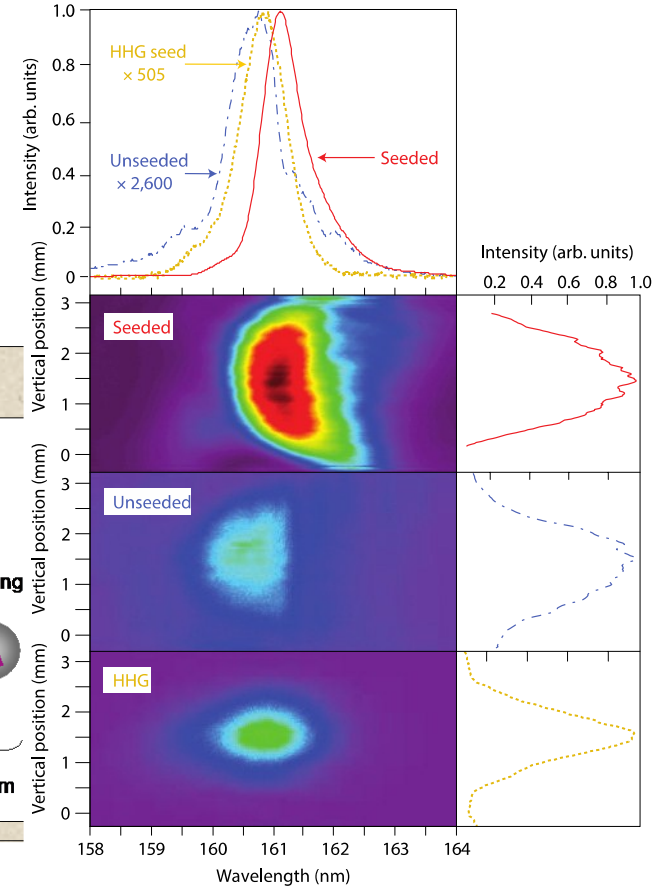 1.0
0.8
0.6
0.4
0.2
0
Intensity (arb. units)
HHG seed
× 505
Unseeded
× 2,600
Seeded
Intensity (arb. units)
0.2 0.4 0.6 0.8 1.0
Vertical position (mm)
3
2
1
0
Seeded
Vertical position (mm)
3
2
1
0
Unseeded
Vertical position (mm)
3
2
1
0
HHG
158 159 160 161 162 163 164
Wavelength (nm)
ng
m